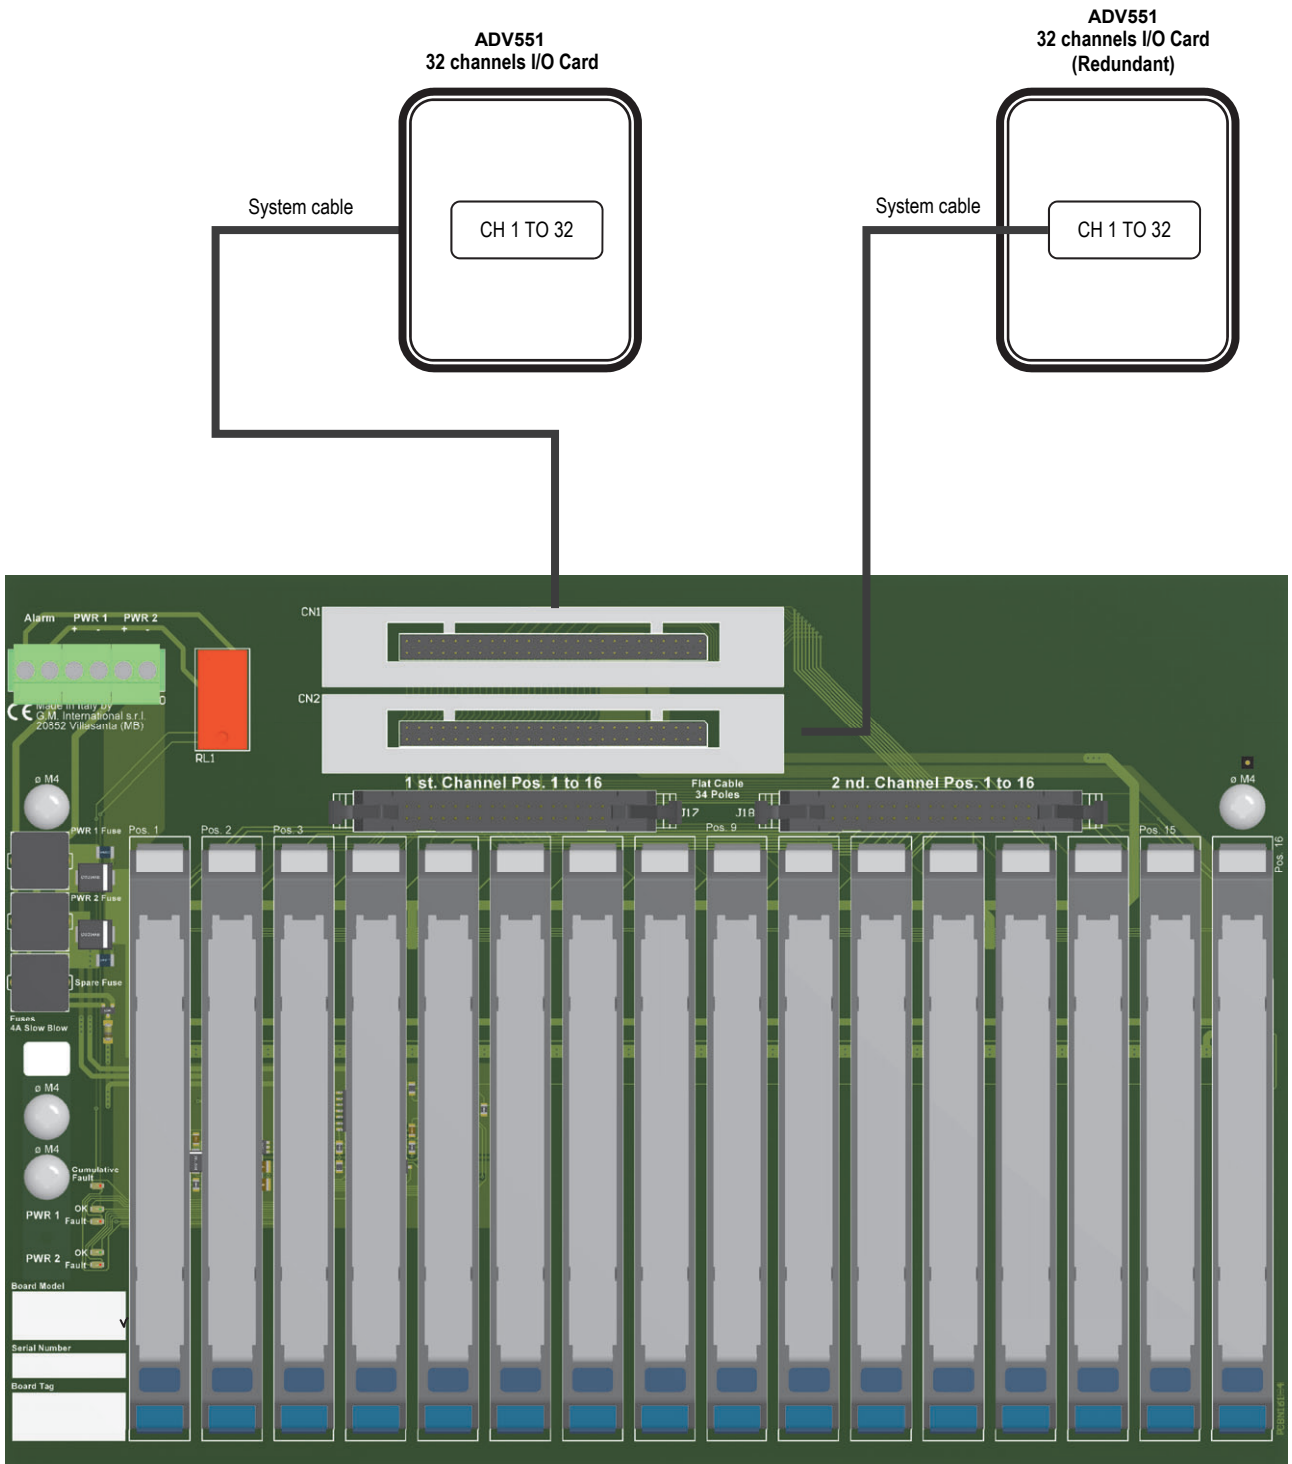 ADV551
32 channels I/O Card
ADV551
32 channels I/O Card
(Redundant)
System cable
CH 1 TO 32
System cable
CH 1 TO 32
Alarm PWR 1 PWR 2
+ - + -
CN1
CN2
Made in Italy by
G.M. International s.r.l.
20852 Villasanta (MB)
RL1
ø M4
1 st. Channel Pos. 1 to 16
Flat Cable
34 Poles
2 nd. Channel Pos. 1 to 16
ø M4
J17 J18
PWR 1 Fuse
Pos. 1
Pos. 2
Pos. 3
Pos. 9
Pos. 15
Pos. 16
PWR 2 Fuse
Spare Fuse
Fuses
4A Slow Blow
ø M4
ø M4
Cumulative
Fault
PWR 1
OK
Fault
PWR 2
OK
Fault
Board Model
Serial Number
Board Tag